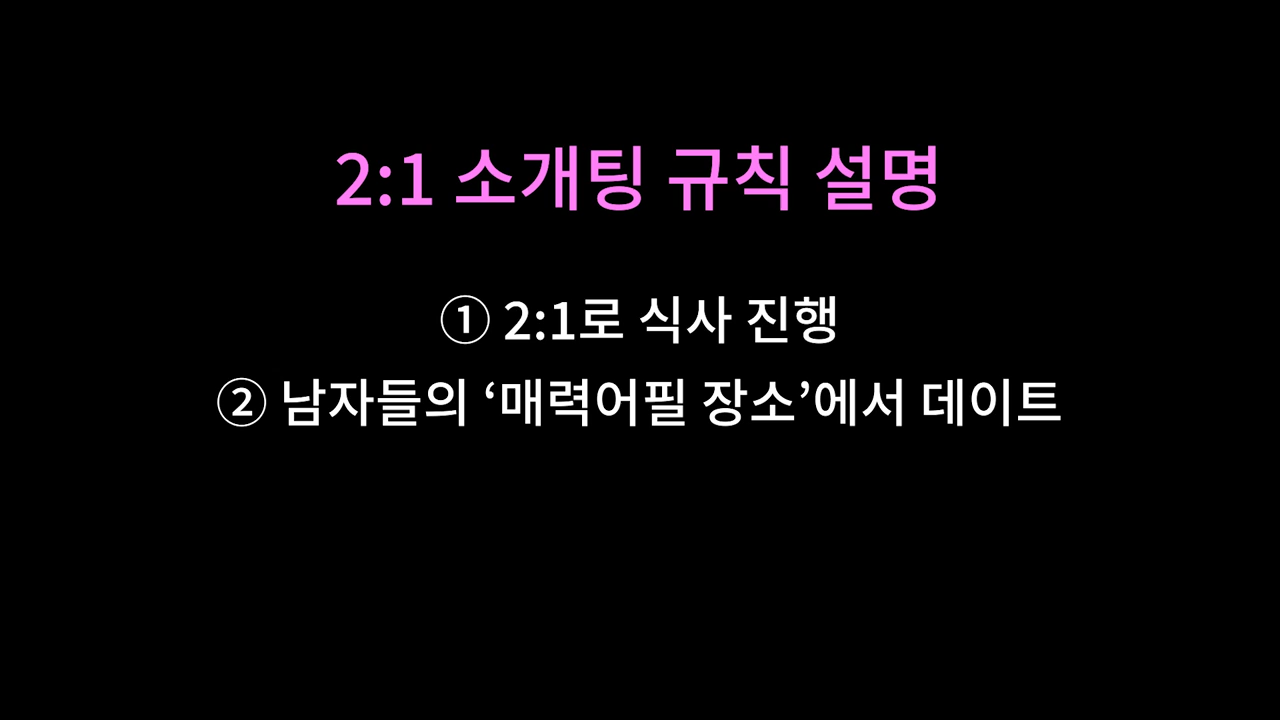 2:1 소개팅 규칙 설명
① 2:1로 식사 진행
② 남자들의 ‘매력어필 장소’에서 데이트